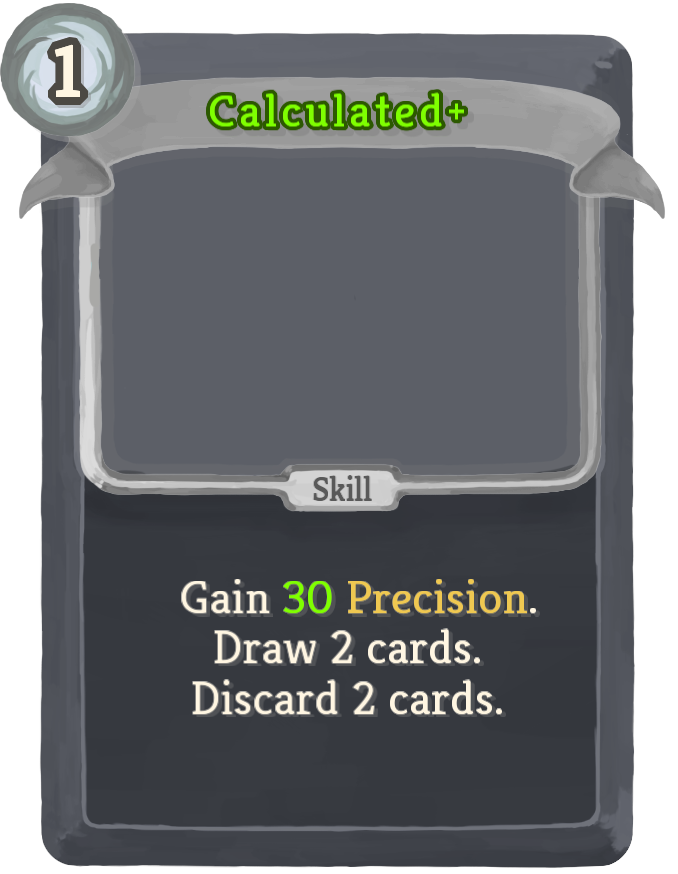 1
Calculated+
Skill
Gain 30 Precision.
Draw 2 cards.
Discard 2 cards.